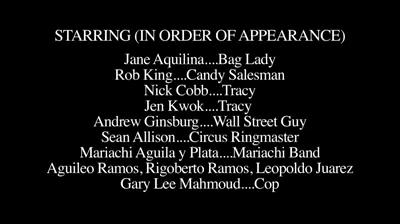 STARRING (IN ORDER OF APPEARANCE)
Jane Aquilina....Bag Lady
Rob King....Candy Salesman
Nick Cobb....Tracy
Jen Kwok....Tracy
Andrew Ginsburg....Wall Street Guy
Sean Allison....Circus Ringmaster
Mariachi Aguila y Plata....Mariachi Band
Aguileo Ramos, Rigoberto Ramos, Leopoldo Juarez
Gary Lee Mahmoud....Cop